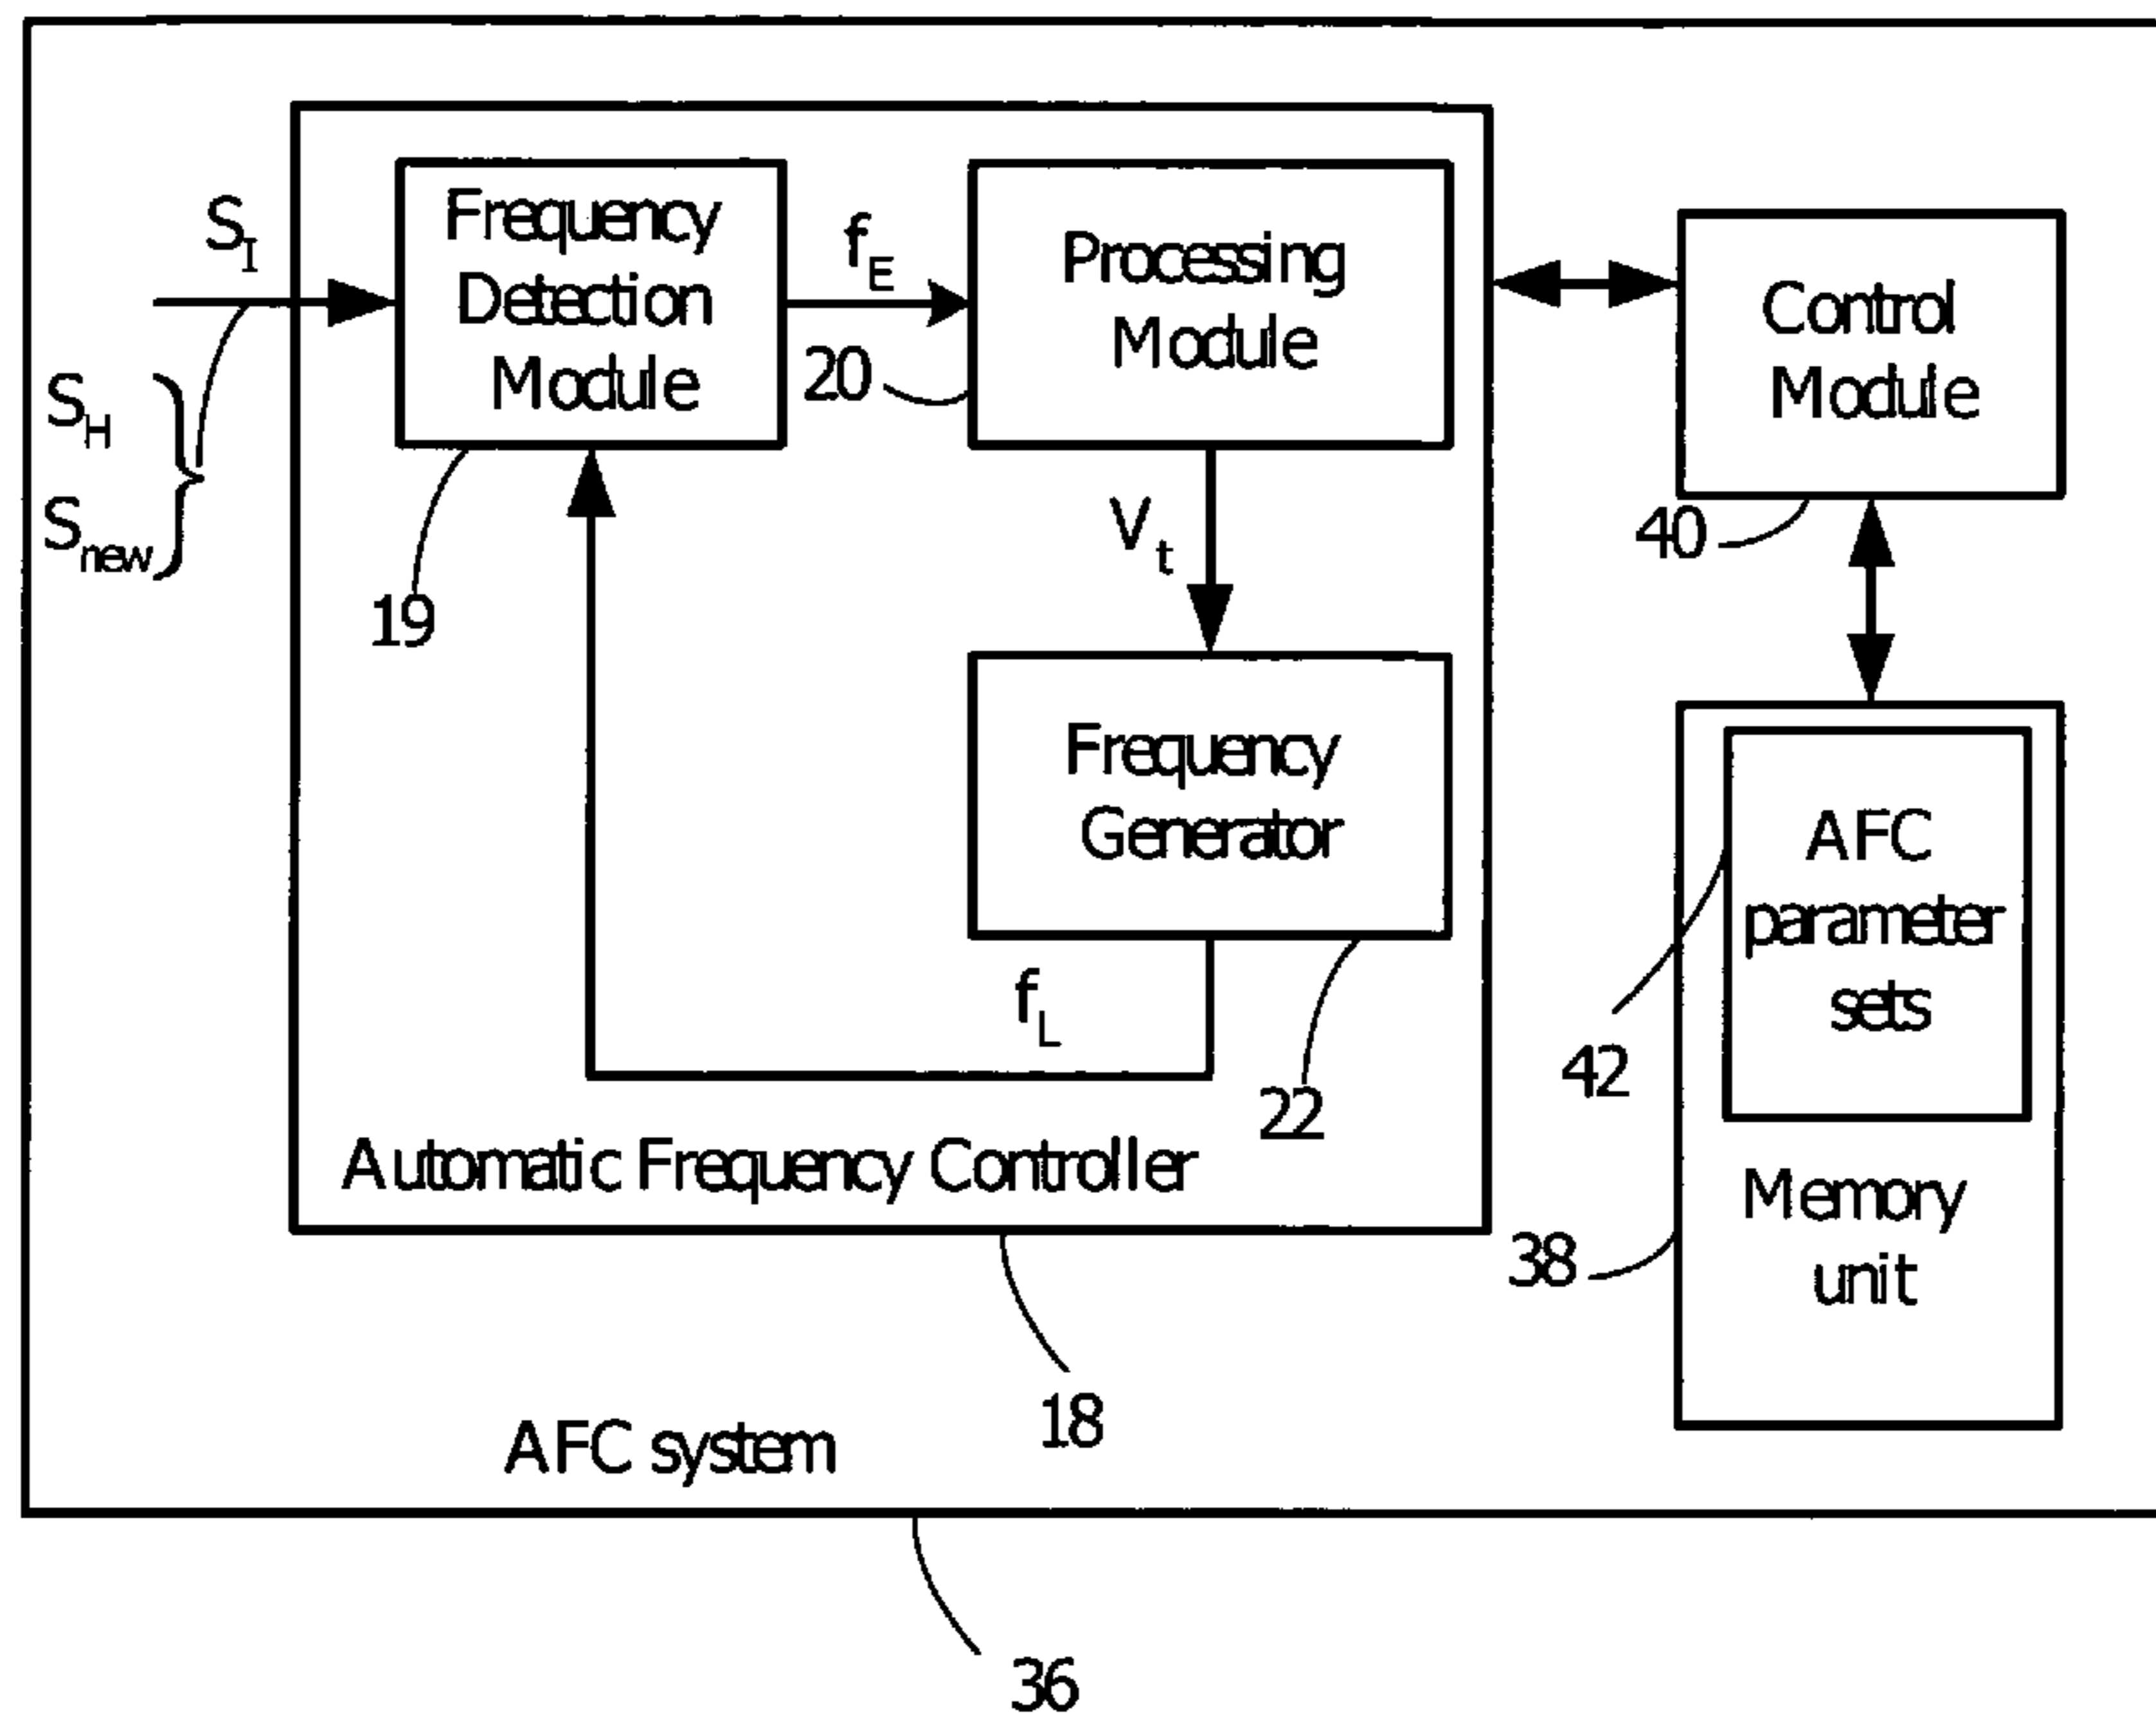 S_I
Frequency
Detection
Module
f_E
Processing
Module
20
Control
Module
S_H
S_new
19
V_t
40
Frequency
Generator
AFC
parameter
sets
f_L
22
42
Automatic Frequency Controller
Memory
unit
38
18
AFC system
36